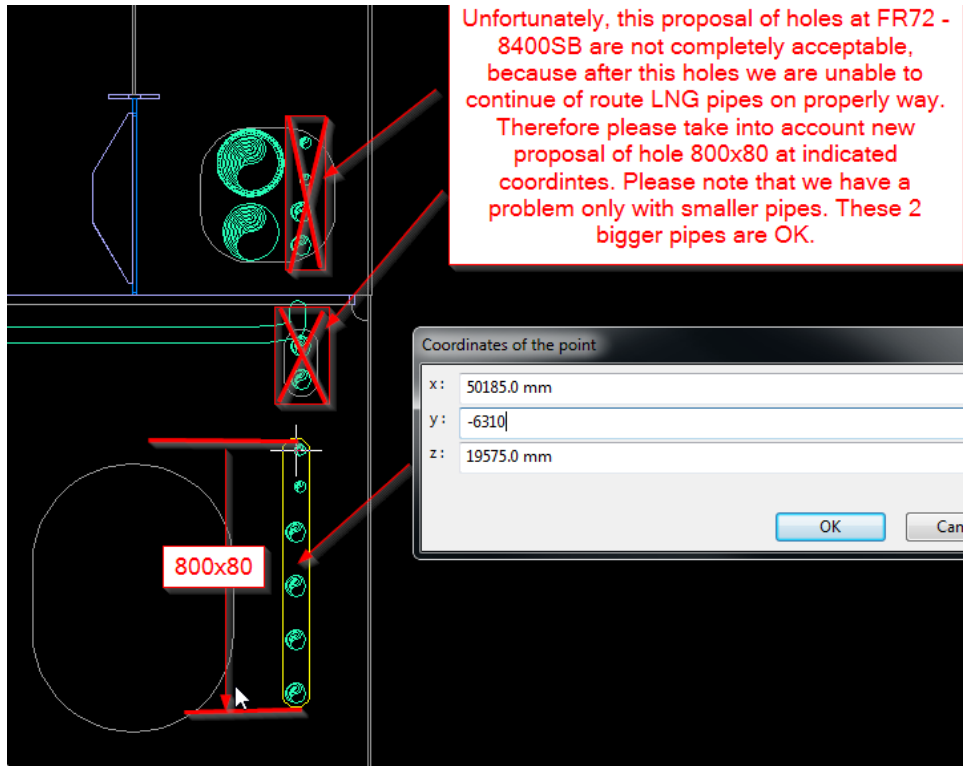 Unfortunately, this proposal of holes at FR72 -
8400SB are not completely acceptable,
because after this holes we are unable to
continue of route LNG pipes on properly way.
Therefore please take into account new
proposal of hole 800x80 at indicated
coordintes. Please note that we have a
problem only with smaller pipes. These 2
bigger pipes are OK.
Coordinates of the point
x: 50185.0 mm
y: -6310
z: 19575.0 mm
OK Can
800x80